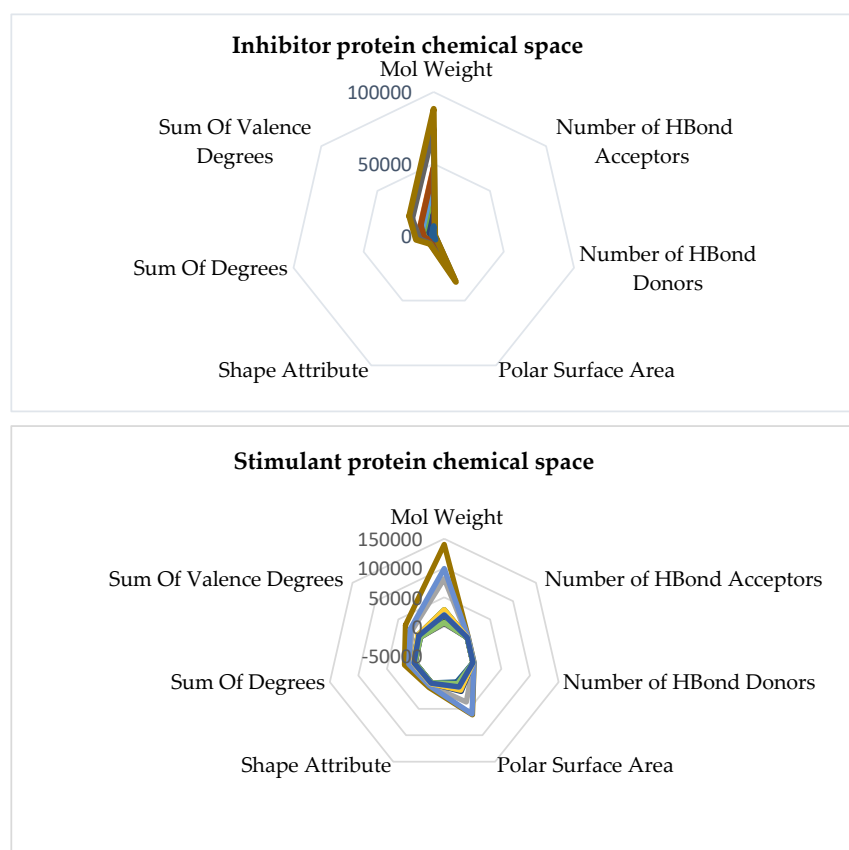 Inhibitor protein chemical space
Mol Weight
100000
Sum Of Valence
Degrees
Number of HBond
Acceptors
50000
0
Sum Of Degrees
Number of HBond
Donors
Shape Attribute
Polar Surface Area
Stimulant protein chemical space
Mol Weight
150000
Sum Of Valence Degrees
100000
Number of HBond Acceptors
50000
0
-50000
Sum Of Degrees
Number of HBond Donors
Shape Attribute
Polar Surface Area